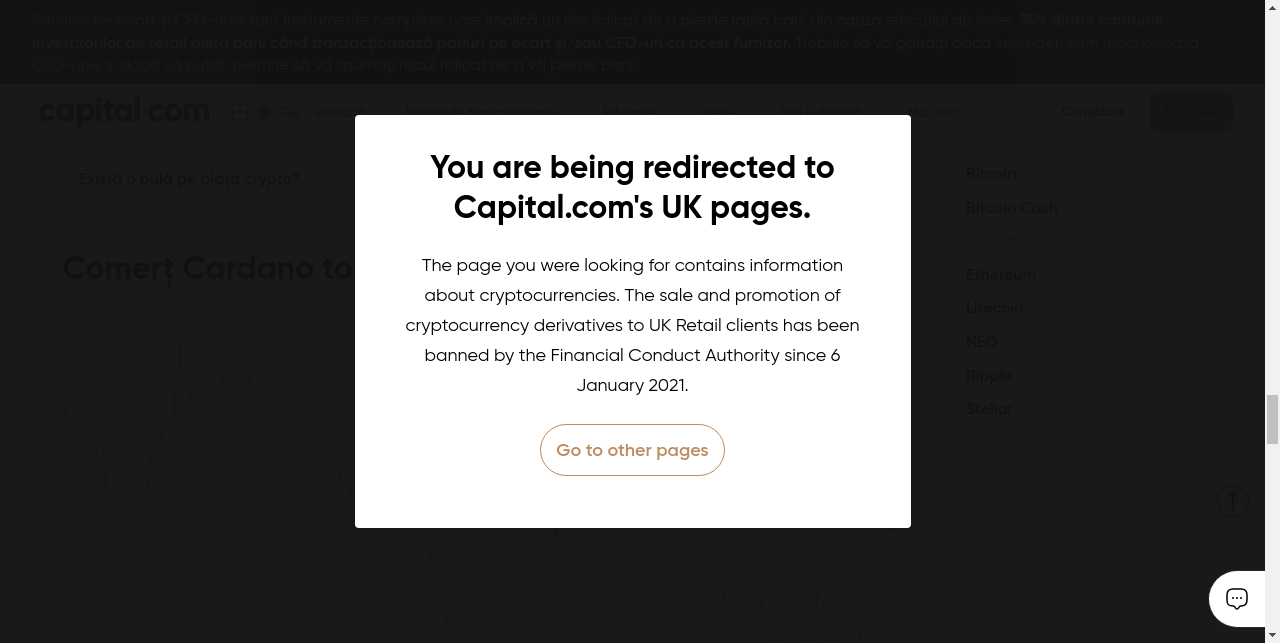 Pariurile pe ecart și CFD-urile sunt instrumente complexe care implică un risc ridicat de a pierde rapid bani din cauza efectului de levier. 74% dintre conturile
investitorilor de retail pierd bani când tranzacționează pariuri pe ecart și/sau CFD-uri cu acest furnizor. Trebuie să vă gândiți dacă înțelegeți cum funcționează
CFD-urile și dacă vă puteți permite să vă asumați riscul ridicat de a vă pierde banii.
capital.com GB Română Educație Piețe Mai mult Conectare
Există o bulă pe piața crypto?
Comerț Cardano to
You are being redirected to
Capital.com's UK pages.
The page you were looking for contains information
about cryptocurrencies. The sale and promotion of
cryptocurrency derivatives to UK Retail clients has been
banned by the Financial Conduct Authority since 6
January 2021.
Go to other pages
Bitcoin
Bitcoin Cash
Cardano
Ethereum
Litecoin
NEO
Ripple
Stellar